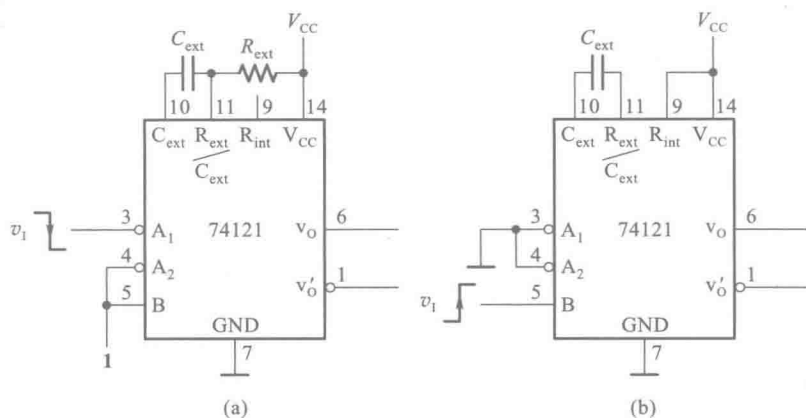 V_CC V_CC
C_ext R_ext C_ext
10 11 9 14 10 11 9 14
C_ext R_ext R_int V_CC C_ext R_ext R_int V_CC
C_ext C_ext
v_I 3 A_1 74121 v_O 6 3 A_1 74121 v_O 6
4 A_2 4 A_2
5 B v'_O 1 v_I 5 B v'_O 1
GND GND
1 7 7
(a) (b)